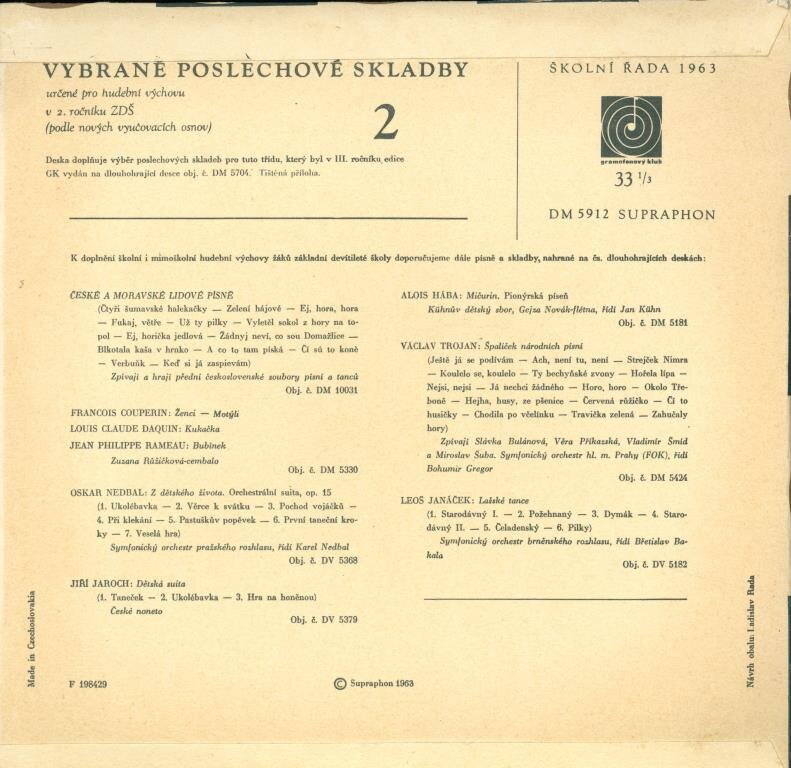 VYBRANÉ POSLECHOVÉ SKLADBY
určené pro hudební výchovu
v 2. ročníku ZDŠ
(podle nových vyučovacích osnov)
2
Deska doplňuje výběr poslechových skladeb pro tuto třídu, který byl v III. ročníku edice
GK vydán na dlouhohrající desce obj. č. DM 5704. Tištěná příloha.
ŠKOLNÍ ŘADA 1963
gramofonový klub
33 1/3
DM 5912 SUPRAPHON
K doplnění školní i mimoškolní hudební výchovy žáků základní devítileté školy doporučujeme dále písně a skladby, nahrané na čs. dlouhohrajících deskách:
ČESKÉ A MORAVSKÉ LIDOVÉ PÍSNĚ
(Čtyři šumavské halekačky — Zelení hájové — Ej, hora, hora
— Fukaj, větře — Už ty pilky — Vyletěl sokol z hory na to-
pol — Ej, horička jedlová — Žádnyj neví, co sou Domažlice —
Blkotala kaša v hrnko — A co to tam píská — Čí sú to koně
— Verbuňk — Keď si já zaspievám)
Zpívají a hrají přední československé soubory písní a tanců
Obj. č. DM 10031
FRANCOIS COUPERIN: Ženci — Motýli
LOUIS CLAUDE DAQUIN: Kukačka
JEAN PHILIPPE RAMEAU: Bubínek
Zuzana Růžičková-cembalo
Obj. č. DM 5330
OSKAR NEDBAL: Z dětského života. Orchestrální suita, op. 15
(1. Ukolébavka — 2. Věrce k svátku — 3. Pochod vojáčků —
4. Při klekání — 5. Pastuškův popěvek — 6. První taneční kro-
ky — 7. Veselá hra)
Symfonický orchestr pražského rozhlasu, řídí Karel Nedbal
Obj. č. DV 5368
JIŘÍ JAROCH: Dětská suita
(1. Taneček — 2. Ukolébavka — 3. Hra na honěnou)
České noneto
Obj. č. DV 5379
ALOIS HÁBA: Mičurin. Pionýrská píseň
Kühnův dětský sbor, Gejza Novák-flétna, řídí Jan Kühn
Obj. č. DM 5181
VÁCLAV TROJAN: Špalíček národních písní
(Ještě já se podívám — Ach, není tu, není — Strejček Nimra
— Koulelo se, koulelo — Ty bechyňské zvony — Hořela lípa —
Nejsi, nejsi — Já nechci žádného — Horo, horo — Okolo Tře-
boně — Hejha, husy, ze pšenice — Červená růžičko — Čí to
husičky — Chodila po včelínku — Travička zelená — Zahučaly
hory)
Zpívají Slávka Bulánová, Věra Příkazská, Vladimír Šmíd
a Miroslav Šuba. Symfonický orchestr hl. m. Prahy (FOK), řídí
Bohumír Gregor
Obj. č. DM 5424
LEOŠ JANÁČEK: Lašské tance
(1. Starodávný I. — 2. Požehnaný — 3. Dymák — 4. Staro-
dávný II. — 5. Čeladenský — 6. Pilky)
Symfonický orchestr brněnského rozhlasu, řídí Břetislav Ba-
kala
Obj. č. DV 5182
Made in Czechoslovakia
Návrh obalu: Ladislav Rada
F 198429
© Supraphon 1963